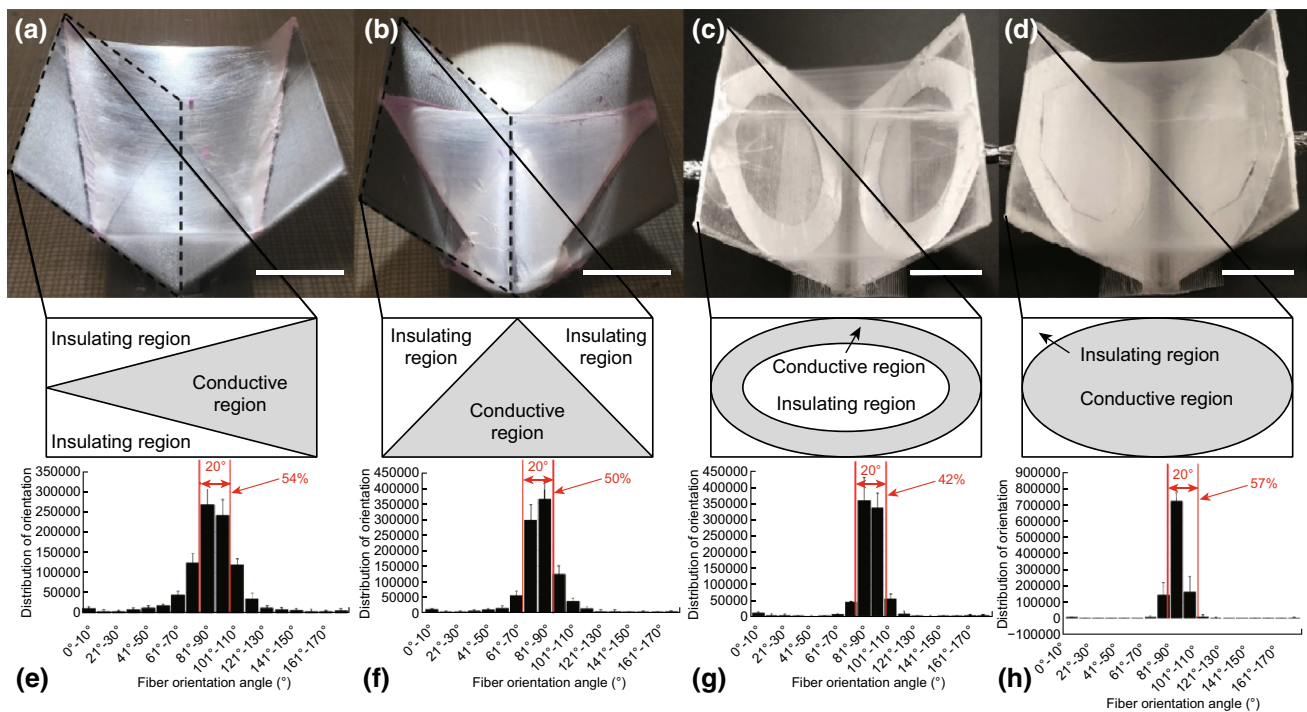 (a)
(b)
(c)
(d)
Insulating region
Conductive
region
Insulating region
Insulating
region
Insulating
region
Conductive
region
Conductive region
Insulating region
Insulating region
Conductive region
Distribution of orientation
350000
300000
250000
200000
150000
100000
50000
0
20°
54%
0°-10°
21°-30°
41°-50°
61°-70°
81°-90°
101°-110°
121°-130°
141°-150°
161°-170°
Fiber orientation angle (°)
(e)
Distribution of orientation
450000
400000
350000
300000
250000
200000
150000
100000
50000
0
20°
50%
0°-10°
21°-30°
41°-50°
61°-70°
81°-90°
101°-110°
121°-130°
141°-150°
161°-170°
Fiber orientation angle (°)
(f)
Distribution of orientation
450000
400000
350000
300000
250000
200000
150000
100000
50000
0
20°
42%
0°-10°
21°-30°
41°-50°
61°-70°
81°-90°
101°-110°
121°-130°
141°-150°
161°-170°
Fiber orientation angle (°)
(g)
Distribution of orientation
900000
800000
700000
600000
500000
400000
300000
200000
100000
0
−100000
20°
57%
0°-10°
21°-30°
41°-50°
61°-70°
81°-90°
101°-110°
121°-130°
141°-150°
161°-170°
Fiber orientation angle (°)
(h)